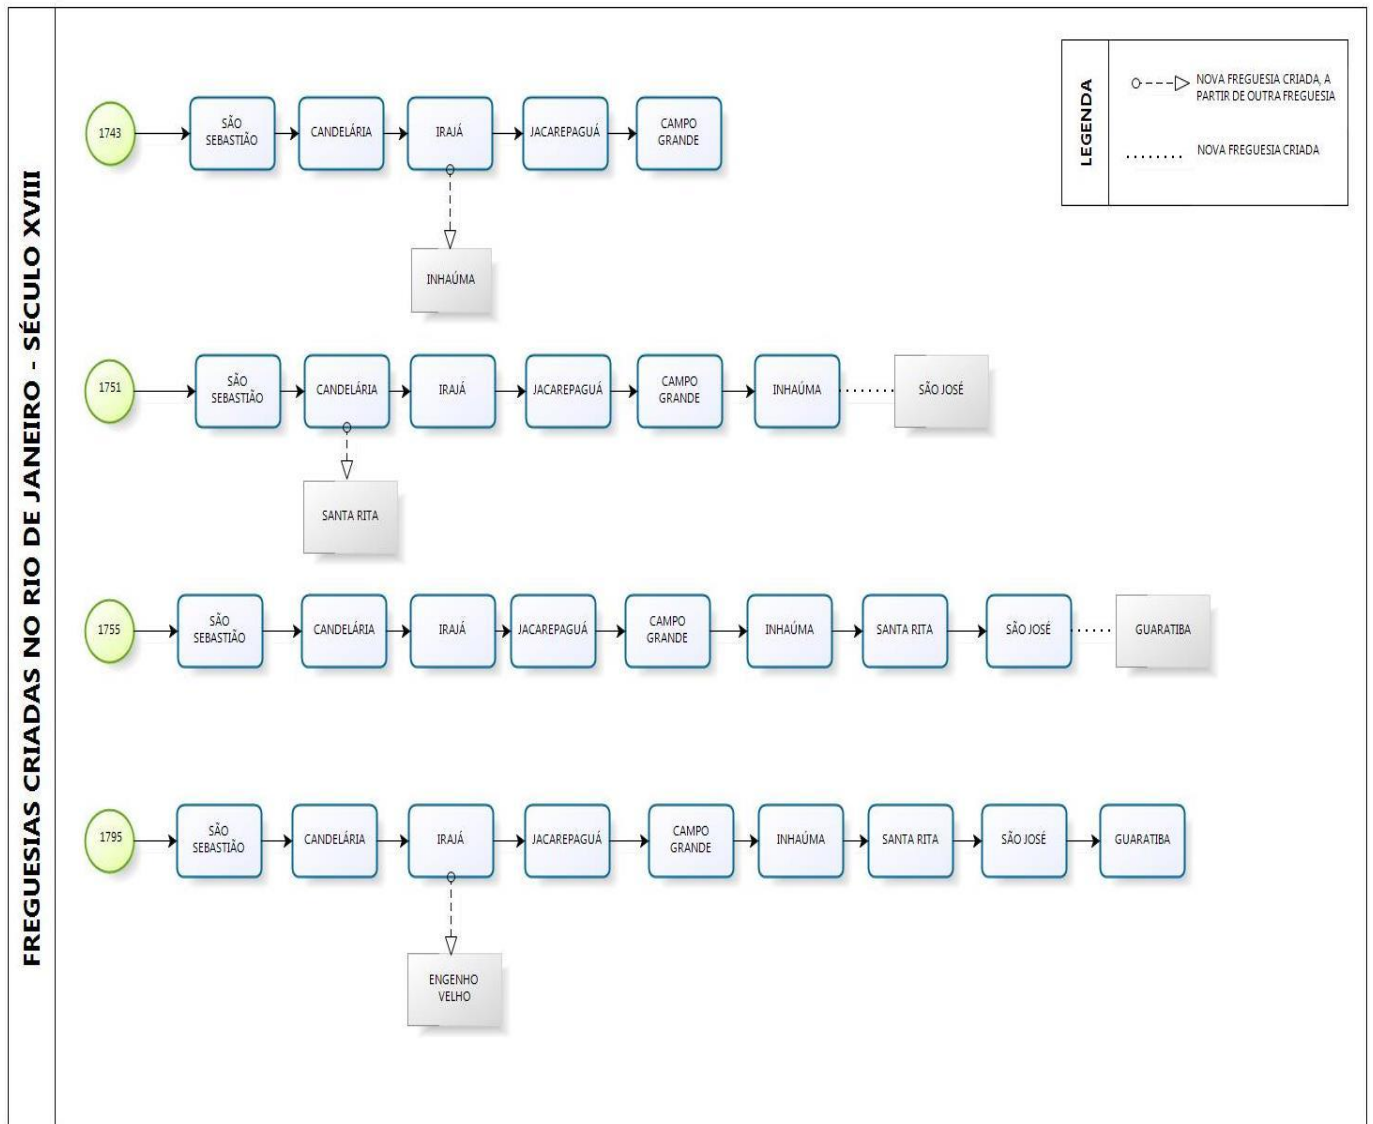 FREGUESIAS CRIADAS NO RIO DE JANEIRO - SÉCULO XVIII
LEGENDA
NOVA FREGUESIA CRIADA, A
PARTIR DE OUTRA FREGUESIA
NOVA FREGUESIA CRIADA
1743
SÃO
SEBASTIÃO
CANDELÁRIA
IRAJÁ
JACAREPAGUÁ
CAMPO
GRANDE
INHAÚMA
1751
SÃO
SEBASTIÃO
CANDELÁRIA
IRAJÁ
JACAREPAGUÁ
CAMPO
GRANDE
INHAÚMA
SÃO JOSÉ
SANTA RITA
1755
SÃO
SEBASTIÃO
CANDELÁRIA
IRAJÁ
JACAREPAGUÁ
CAMPO
GRANDE
INHAÚMA
SANTA RITA
SÃO JOSÉ
GUARATIBA
1795
SÃO
SEBASTIÃO
CANDELÁRIA
IRAJÁ
JACAREPAGUÁ
CAMPO
GRANDE
INHAÚMA
SANTA RITA
SÃO JOSÉ
GUARATIBA
ENGENHO
VELHO